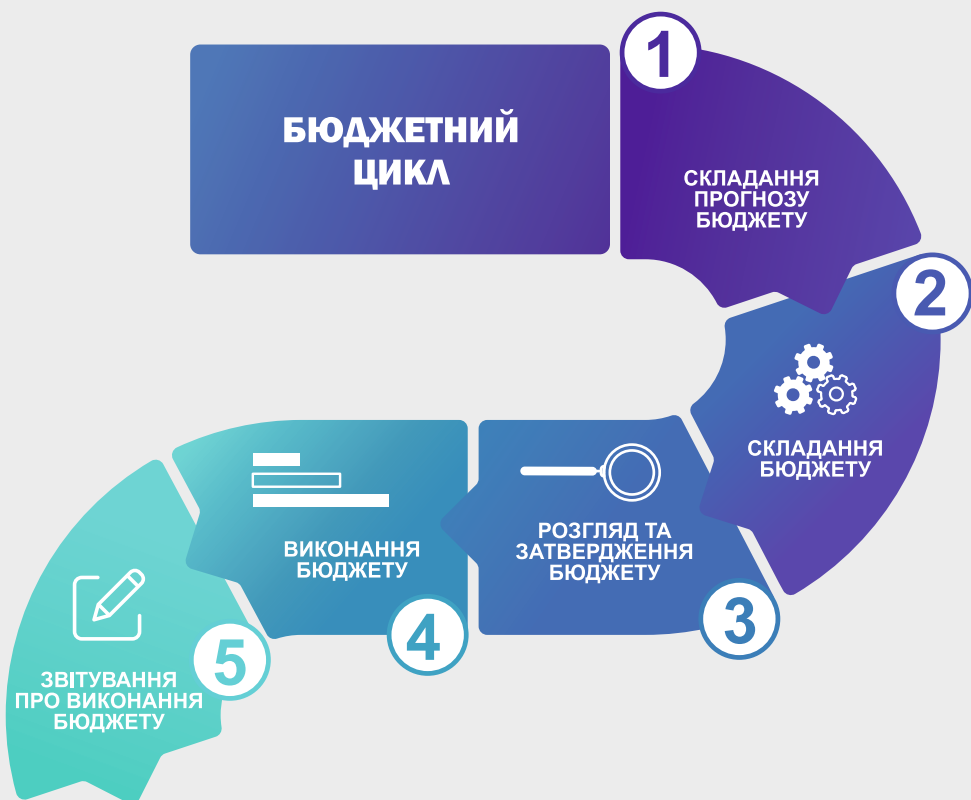 БЮДЖЕТНИЙ
ЦИКЛ
1
СКЛАДАННЯ
ПРОГНОЗУ
БЮДЖЕТУ
2
СКЛАДАННЯ
БЮДЖЕТУ
3
РОЗГЛЯД ТА
ЗАТВЕРДЖЕННЯ
БЮДЖЕТУ
4
ВИКОНАННЯ
БЮДЖЕТУ
5
ЗВІТУВАННЯ
ПРО ВИКОНАННЯ
БЮДЖЕТУ